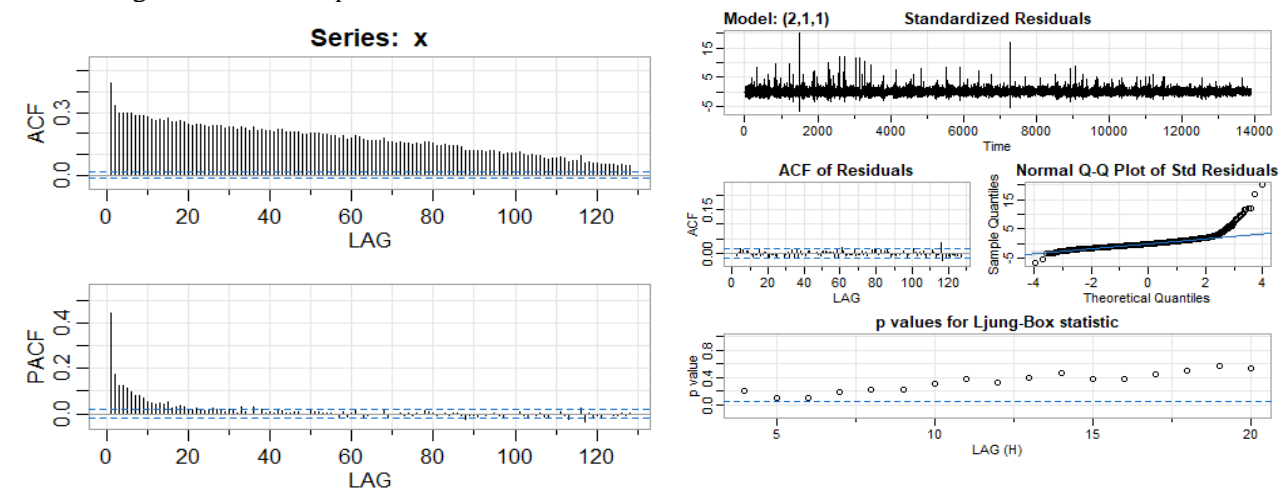 Series: x
ACF
0.0 0.3
0 20 40 60 80 100 120
LAG
PACF
0.0 0.2 0.4
0 20 40 60 80 100 120
LAG
Model: (2,1,1) Standardized Residuals
-5 5 15
0 2000 4000 6000 8000 10000 12000 14000
Time
ACF of Residuals
ACF
0.00 0.15
0 20 40 60 80 100 120
LAG
Normal Q-Q Plot of Std Residuals
Sample Quantiles
-5 5 15
-4 -2 0 2 4
Theoretical Quantiles
p values for Ljung-Box statistic
p value
0.0 0.4 0.8
5 10 15 20
LAG (H)